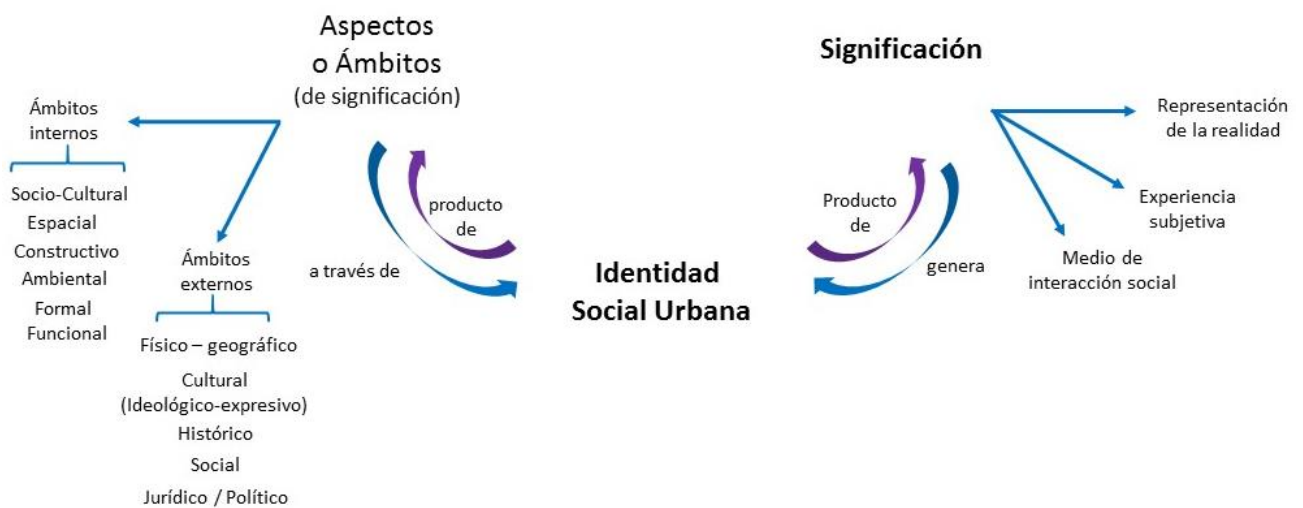 Aspectos
o Ámbitos
(de significación)
Ámbitos
internos
Socio-Cultural
Espacial
Constructivo
Ambiental
Formal
Funcional
Ámbitos
externos
Físico – geográfico
Cultural
(Ideológico-expresivo)
Histórico
Social
Jurídico / Político
a través de
producto
de
Identidad
Social Urbana
Producto
de
genera
Significación
Representación
de la realidad
Experiencia
subjetiva
Medio de
interacción social